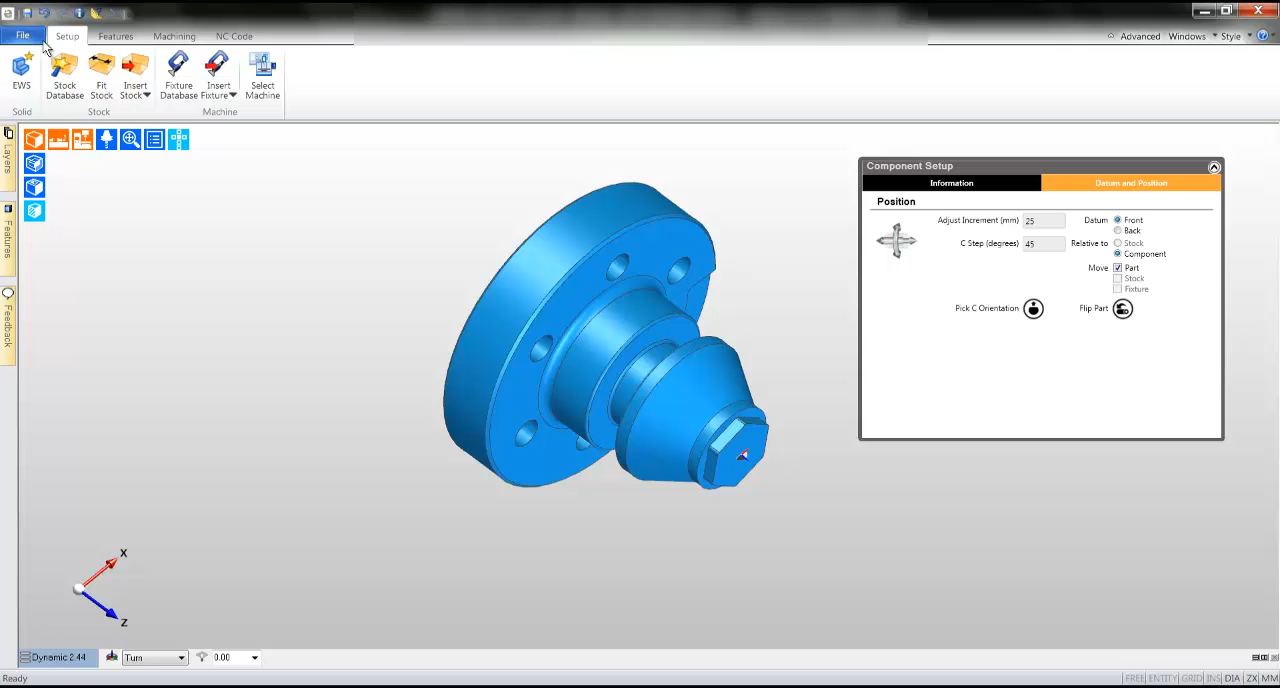 File Setup Features Machining NC Code Advanced Windows Style
EWS Stock Database Fit Stock Insert Stock Fixture Database Insert Fixture Select Machine
Solid Stock Machine
Layers
Features
Feedback
Component Setup
Information Datum and Position
Position
Adjust Increment (mm) 25 Datum Front
Back
C Step (degrees) 45 Relative to Stock
Component
Move Part
Stock
Fixture
Pick C Orientation Flip Part
X
Z
Dynamic 2.44 Turn 0.00
Ready FREE ENTITY GRID INS DIA ZX MM